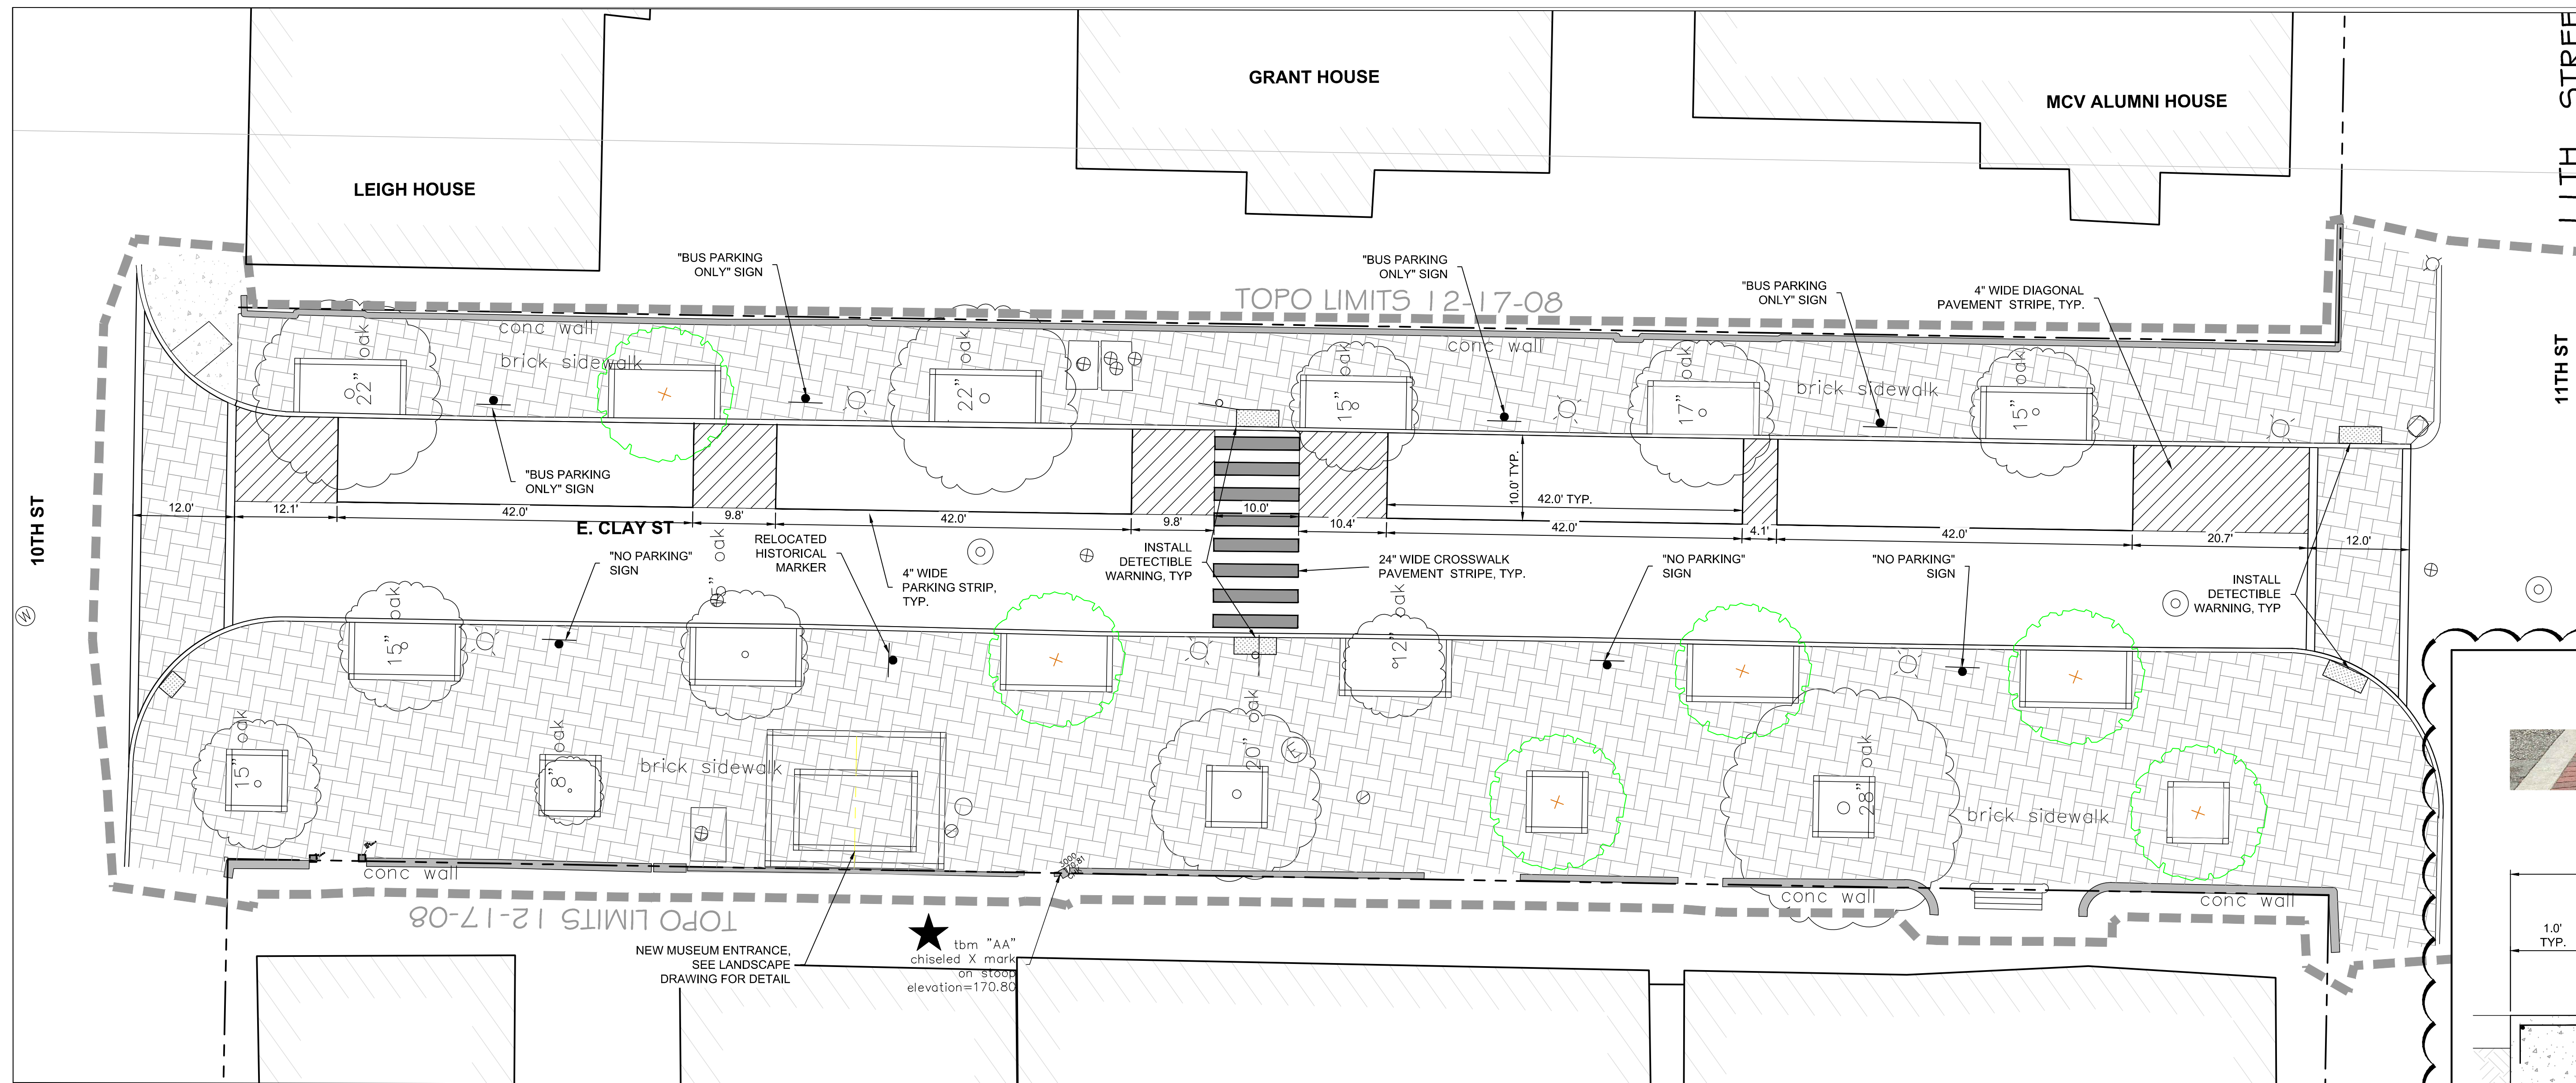 GRANT HOUSE
MCV ALUMNI HOUSE
LEIGH HOUSE
11TH STREE
"BUS PARKING
ONLY" SIGN
"BUS PARKING
ONLY" SIGN
"BUS PARKING
ONLY" SIGN
4" WIDE DIAGONAL
PAVEMENT STRIPE, TYP.
TOPO LIMITS 12-17-08
conc wall
brick sidewalk
conc wall
brick sidewalk
oak
22"
oak
22"
oak
15"
oak
17"
oak
15"
"BUS PARKING
ONLY" SIGN
10TH ST
11TH ST
10.0' TYP.
42.0' TYP.
12.0'
12.1'
42.0'
9.8'
42.0'
9.8'
10.0'
10.4'
42.0'
4.1'
42.0'
20.7'
12.0'
E. CLAY ST
"NO PARKING"
SIGN
RELOCATED
HISTORICAL
MARKER
4" WIDE
PARKING STRIP,
TYP.
INSTALL
DETECTIBLE
WARNING, TYP
24" WIDE CROSSWALK
PAVEMENT STRIPE, TYP.
"NO PARKING"
SIGN
"NO PARKING"
SIGN
INSTALL
DETECTIBLE
WARNING, TYP
W
oak
15"
oak
15"
oak
12"
oak
15"
oak
8"
oak
20"
E
oak
28"
brick sidewalk
brick sidewalk
conc wall
conc wall
conc wall
TOPO LIMITS 12-17-08
NEW MUSEUM ENTRANCE,
SEE LANDSCAPE
DRAWING FOR DETAIL
3000
170.81
tbm "AA"
chiseled X mark
on stoop
elevation=170.80
1.0'
TYP.